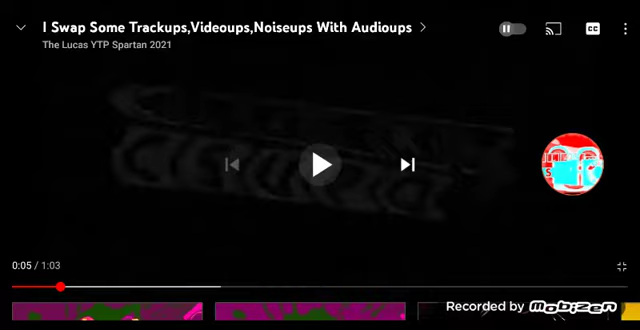 I Swap Some Trackups,Videoups,Noiseups With Audioups
The Lucas YTP Spartan 2021
CC
0:05 / 1:03
Recorded by Mobizen